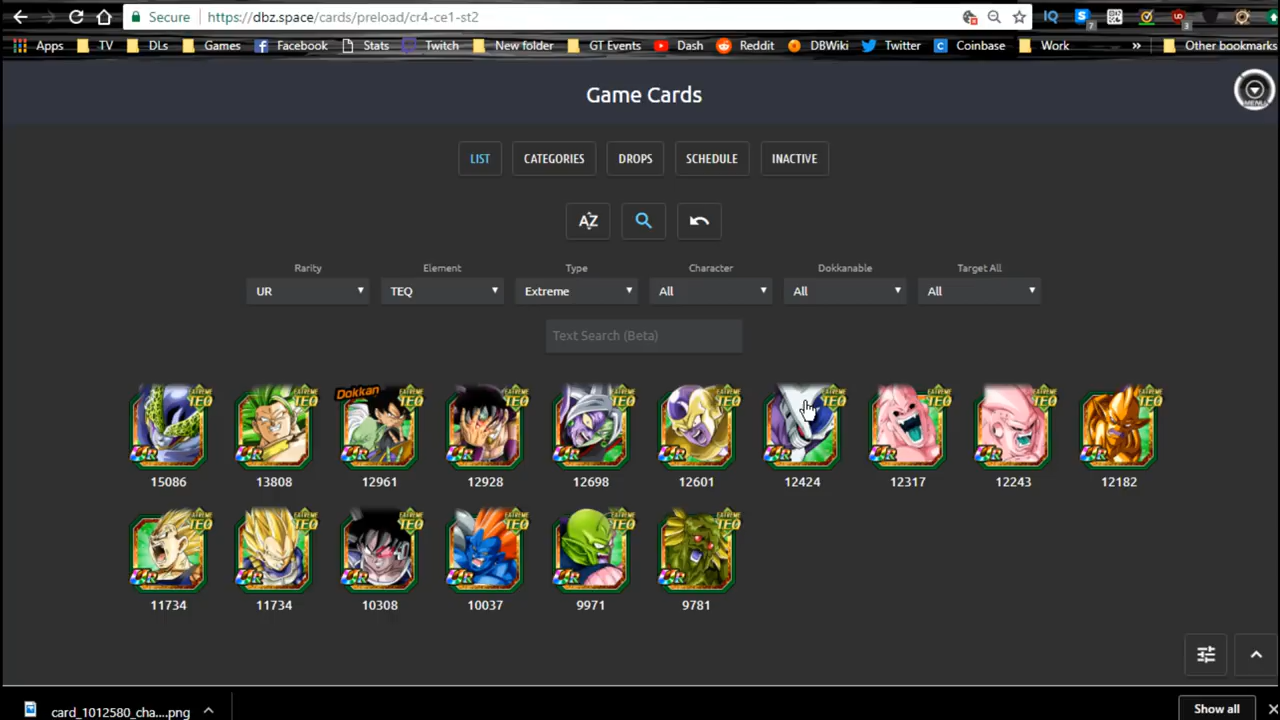 Secure https://dbz.space/cards/preload/cr4-ce1-st2
Apps TV DLs Games Facebook Stats Twitch New folder GT Events Dash Reddit DBWiki Twitter Coinbase Work » Other bookmarks
Game Cards
MENU
LIST CATEGORIES DROPS SCHEDULE INACTIVE
AZ
Rarity Element Type Character Dokkanable Target All
UR TEQ Extreme All All All
Text Search (Beta)
Dokkan
15086 13808 12961 12928 12698 12601 12424 12317 12243 12182
11734 11734 10308 10037 9971 9781
card_1012580_cha....png Show all